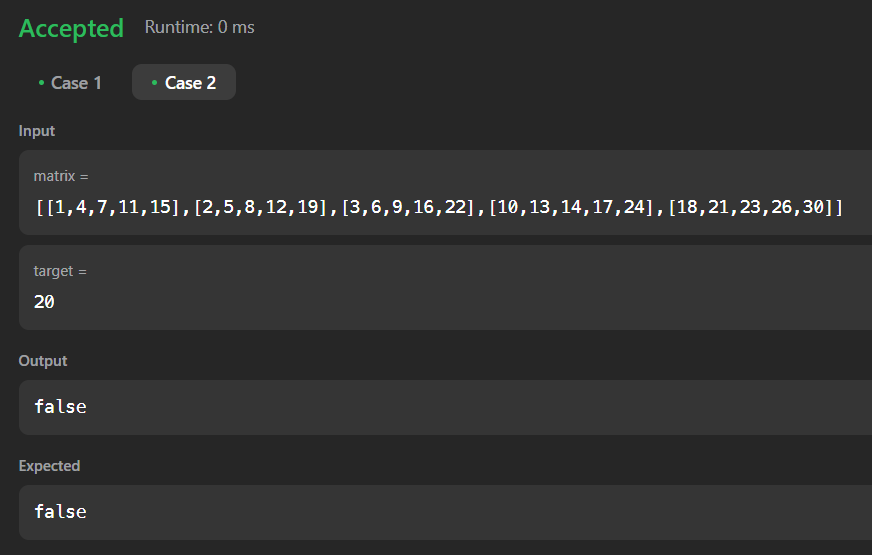 Accepted Runtime: 0 ms
• Case 1 • Case 2
Input
matrix =
[[1,4,7,11,15],[2,5,8,12,19],[3,6,9,16,22],[10,13,14,17,24],[18,21,23,26,30]]
target =
20
Output
false
Expected
false